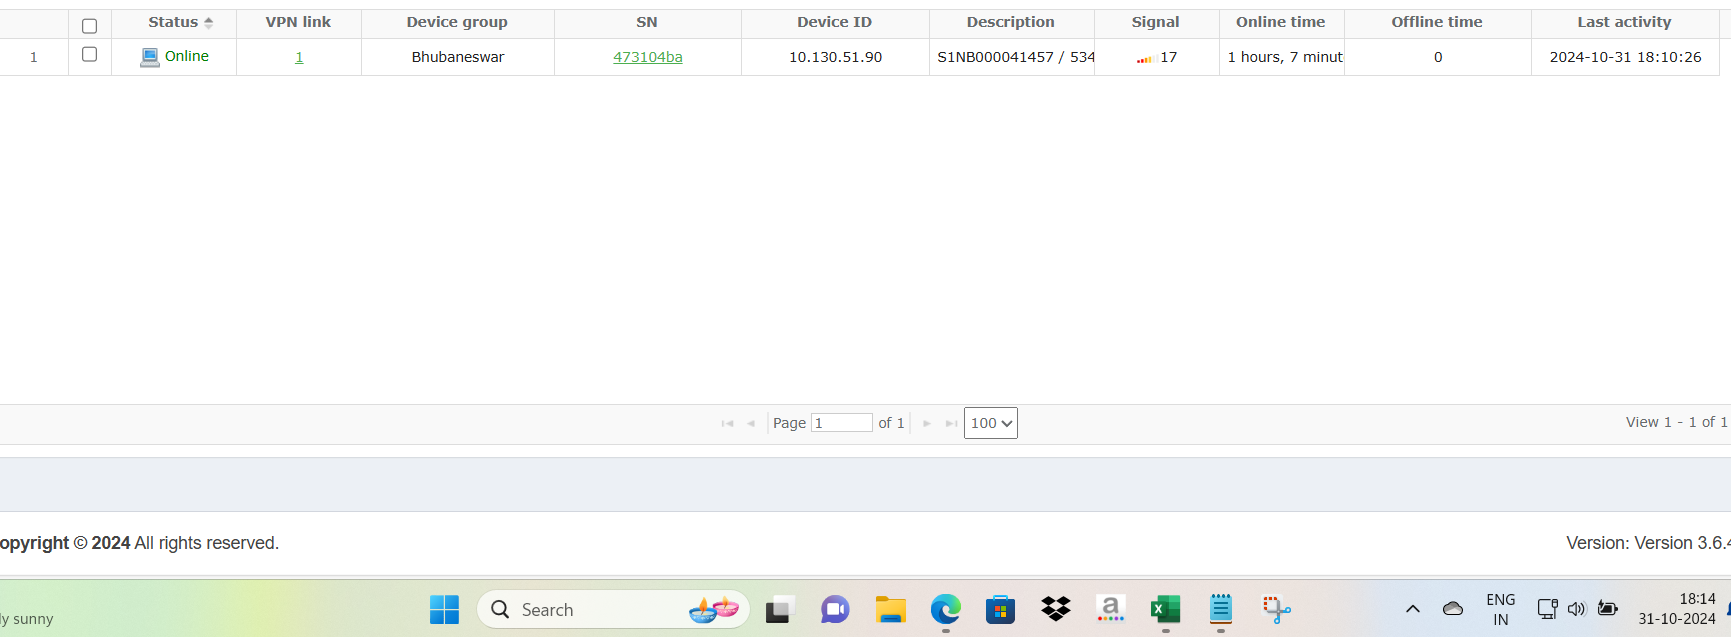 Status VPN link Device group SN Device ID Description Signal Online time Offline time Last activity
1 Online 1 Bhubaneswar 473104ba 10.130.51.90 S1NB000041457 / 534 17 1 hours, 7 minut 0 2024-10-31 18:10:26
Page 1 of 1 100 View 1 - 1 of 1
opyright © 2024 All rights reserved. Version: Version 3.6.4
ly sunny Search a X ENG 18:14
IN 31-10-2024